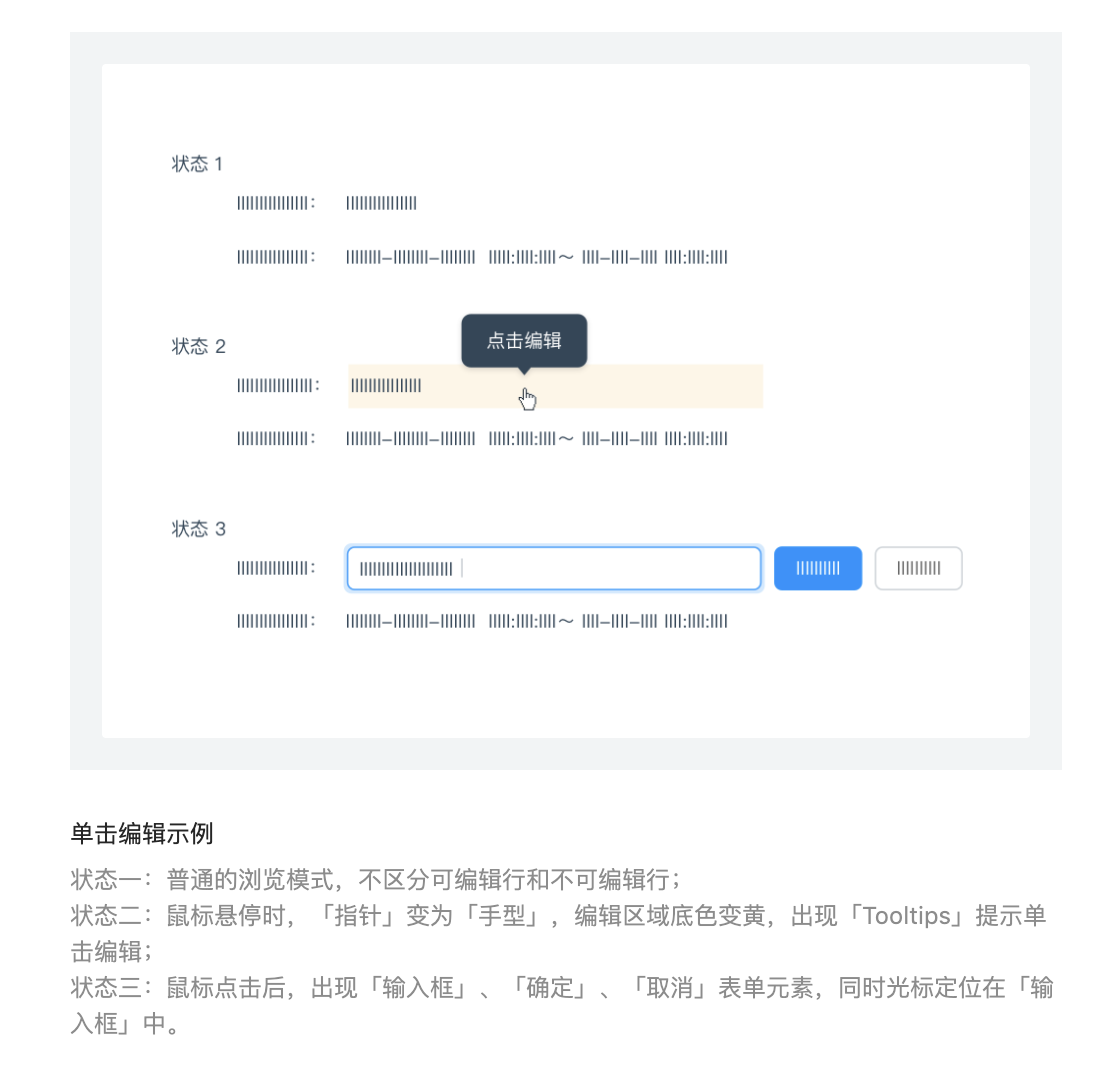 状态 1
状态 2
点击编辑
状态 3
单击编辑示例
状态一：普通的浏览模式，不区分可编辑行和不可编辑行；
状态二：鼠标悬停时，「指针」变为「手型」，编辑区域底色变黄，出现「Tooltips」提示单
击编辑；
状态三：鼠标点击后，出现「输入框」、「确定」、「取消」表单元素，同时光标定位在「输
入框」中。